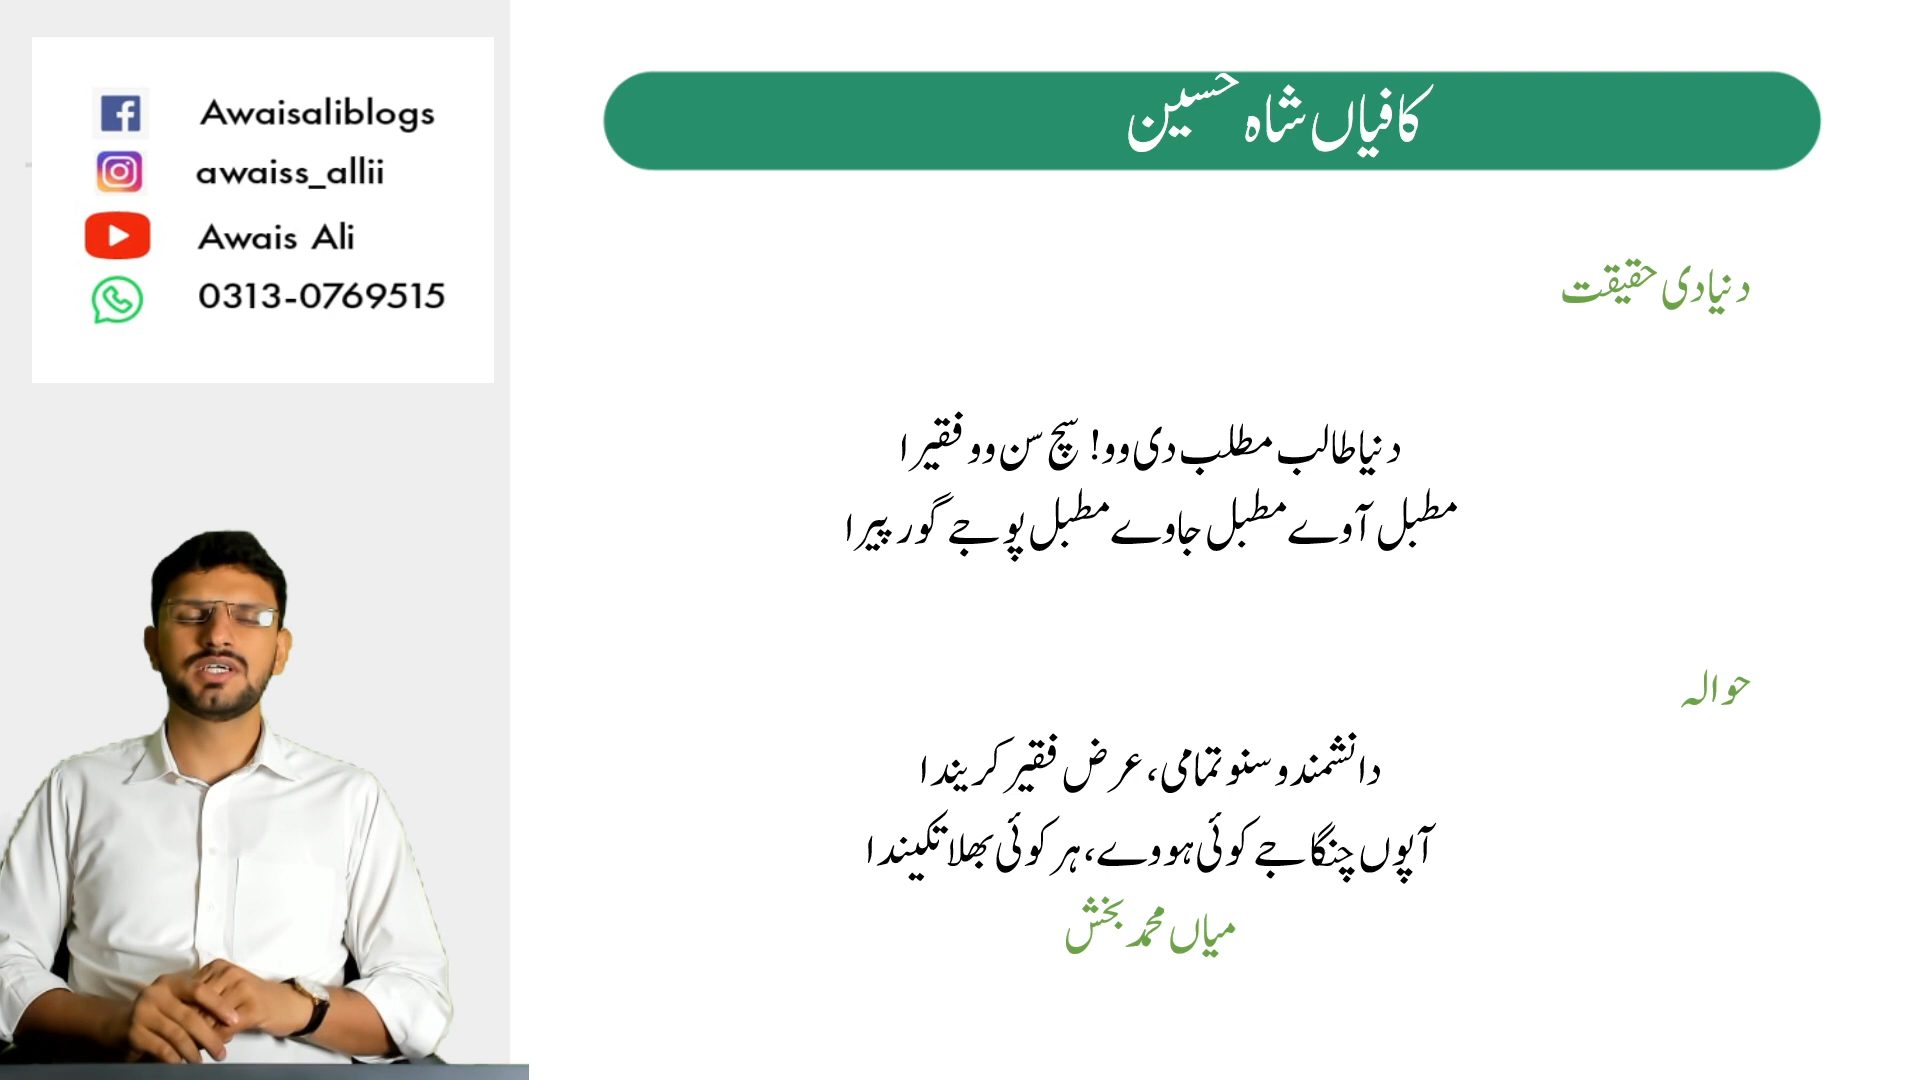 Awaisaliblogs
awaiss_allii
Awais Ali
0313-0769515
کافیاں شاہ حسین
دنیا دی حقیقت
دنیا طالب مطلب دی وو! سچ سن وو فقیرا
مطبل آوے مطبل جاوے مطبل پوجے گور پیرا
حوالہ
دانشمندو سنو تمامی، عرض فقیر کریندا
آپوں چنگا جے کوئی ہووے، ہر کوئی بھلا تکیندا
میاں محمد بخش